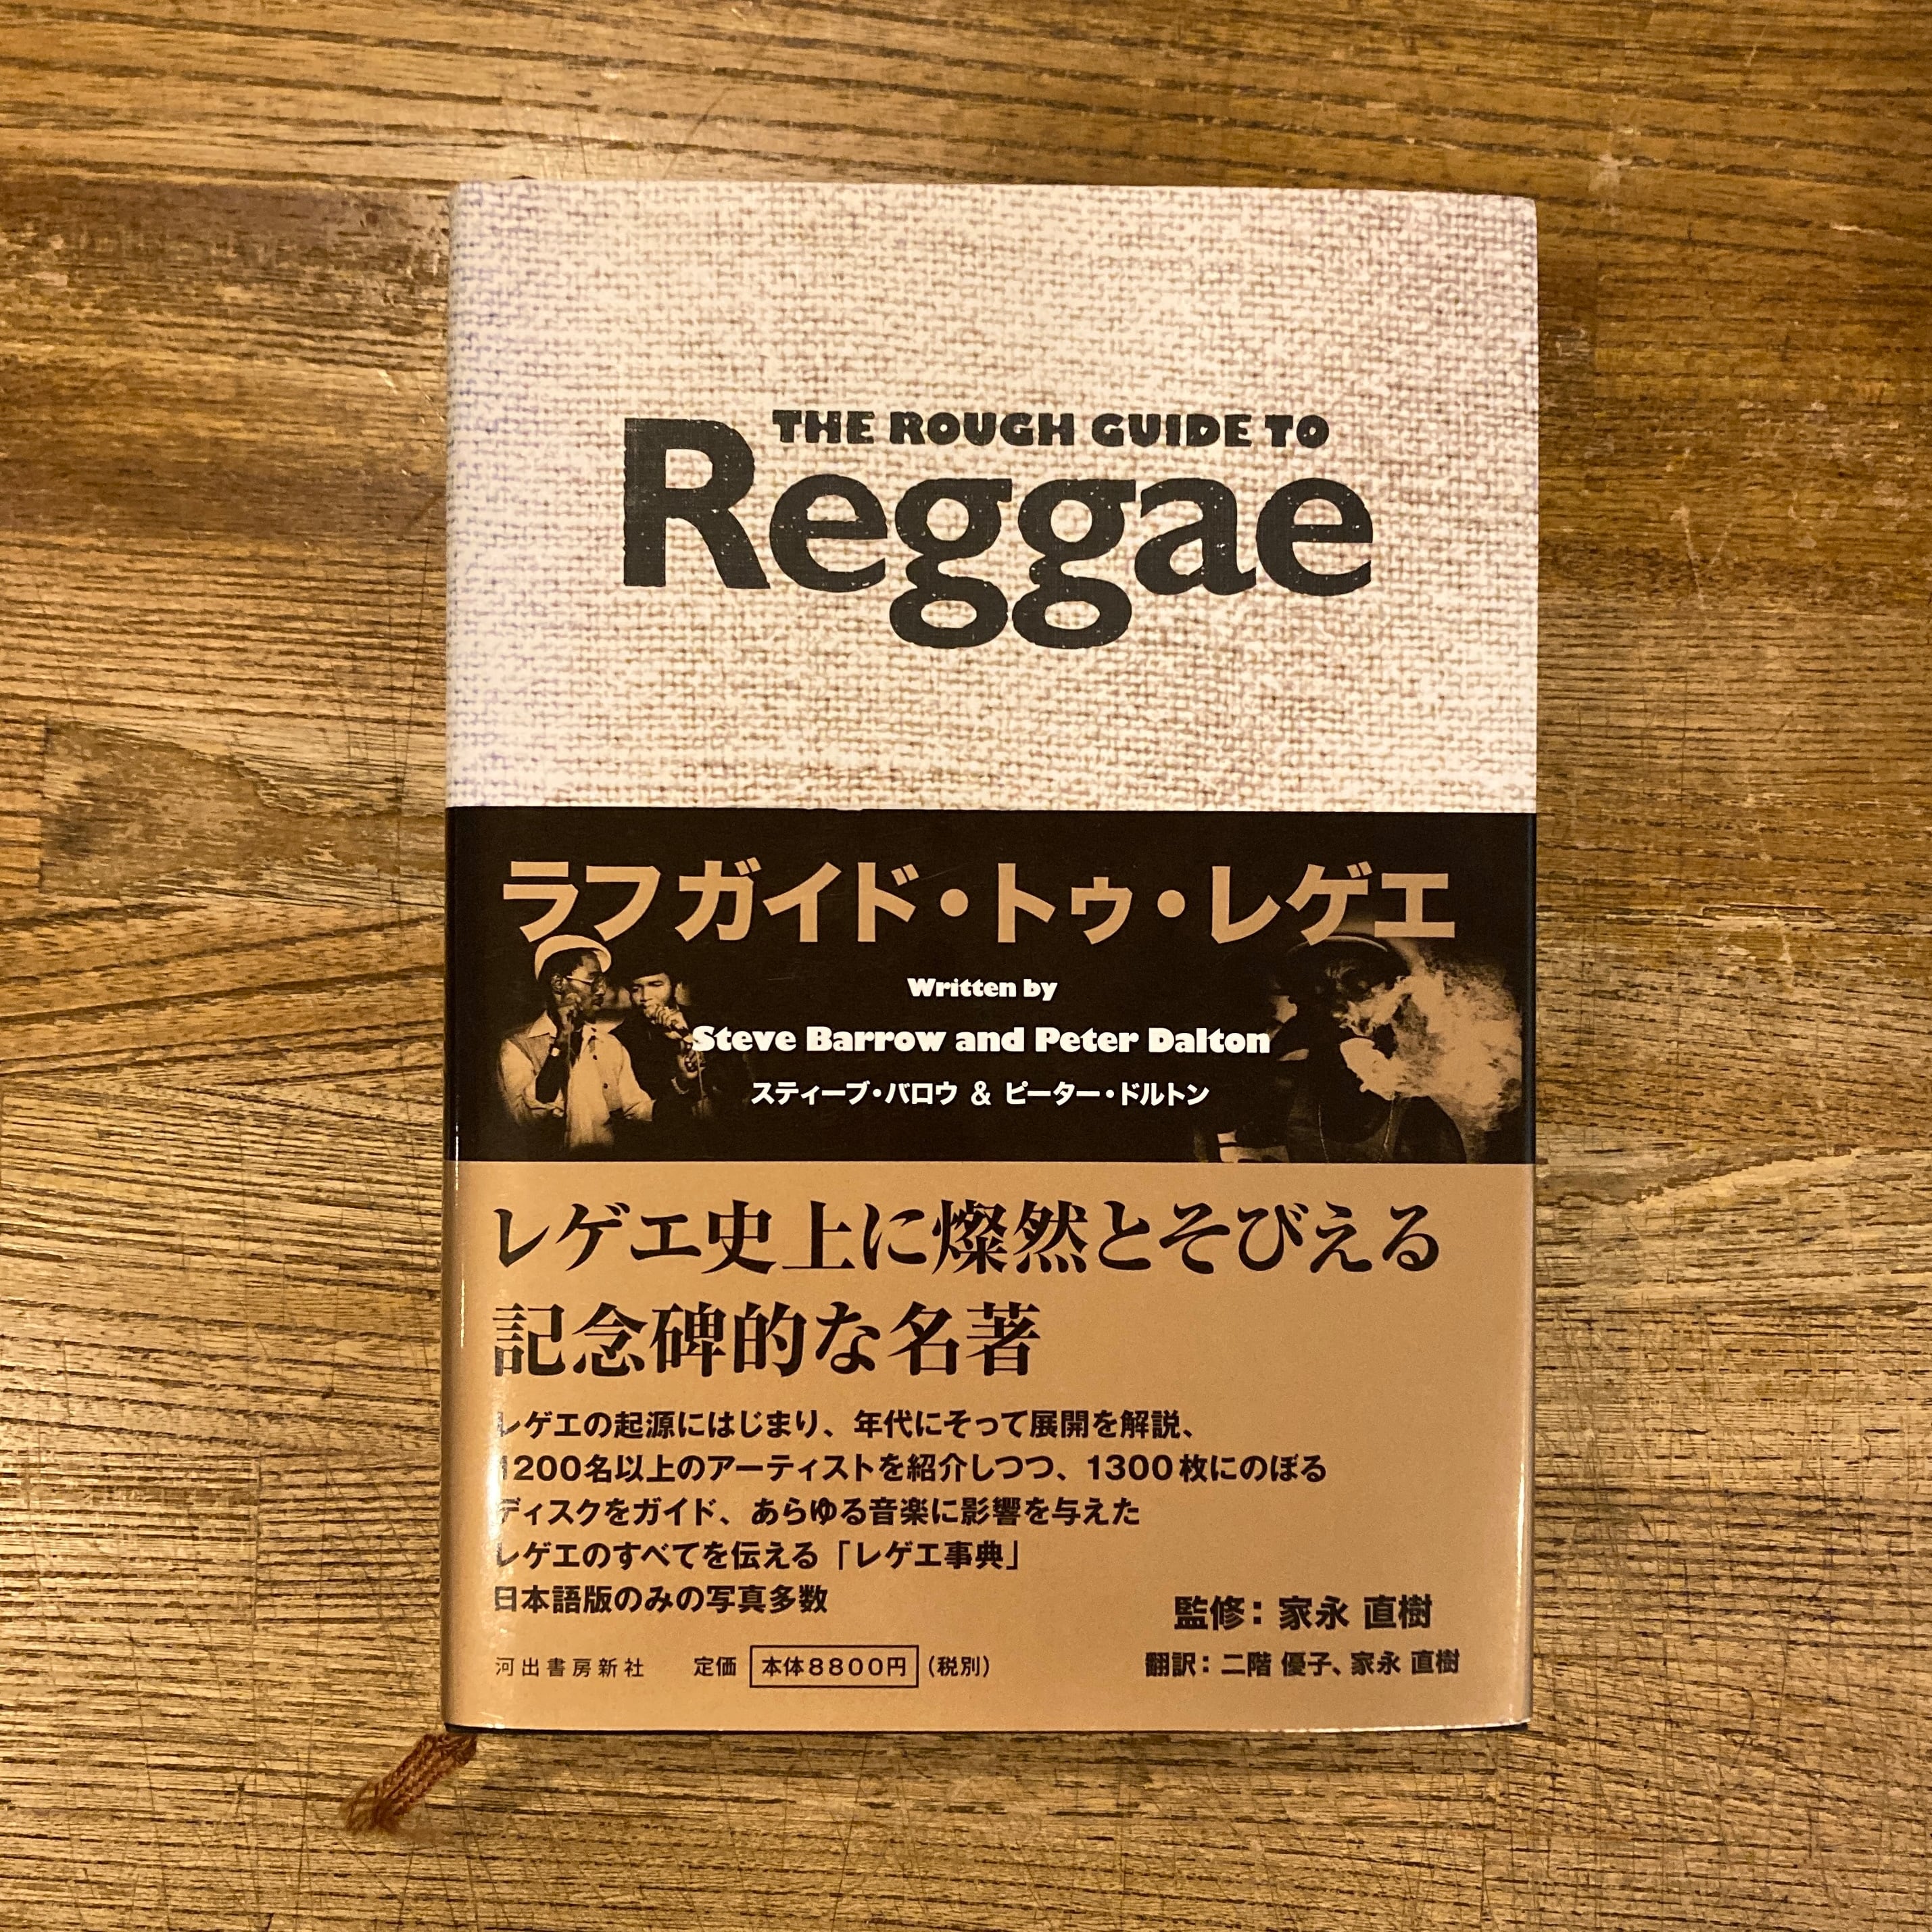 THE ROUGH GUIDE TO
Reggae
ラフガイド・トゥ・レゲエ
Written by
Steve Barrow and Peter Dalton
スティーブ・バロウ & ピーター・ドルトン
レゲエ史上に燦然とそびえる
記念碑的な名著
レゲエの起源にはじまり、年代にそって展開を解説、
1200名以上のアーティストを紹介しつつ、1300枚にのぼる
ディスクをガイド、あらゆる音楽に影響を与えた
レゲエのすべてを伝える「レゲエ事典」
日本語版のみの写真多数
監修：家永 直樹
翻訳：二階 優子、家永 直樹
河出書房新社 定価 本体8800円（税別）